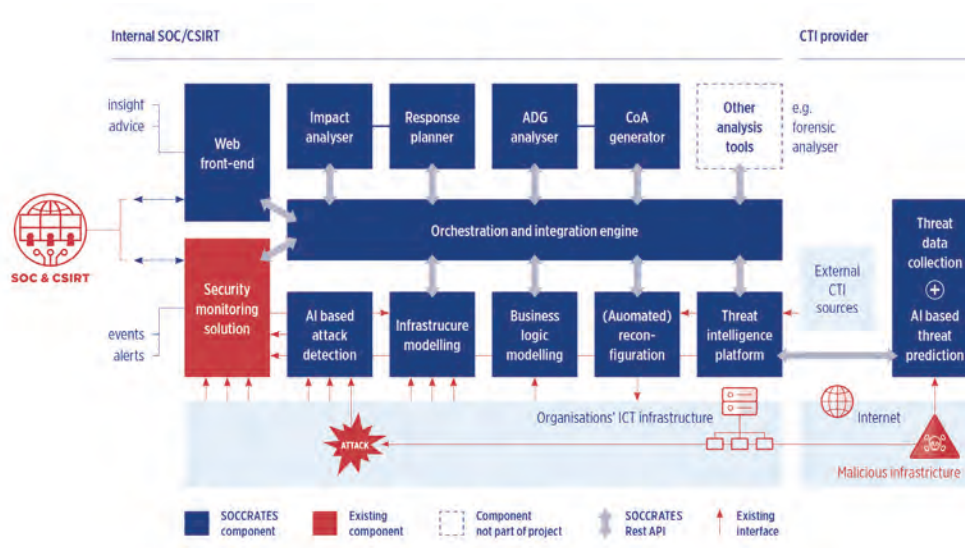 Internal SOC/CSIRT
CTI provider
insight
advice
Web
front-end
Impact
analyser
Response
planner
ADG
analyser
CoA
generator
Other
analysis
tools
e.g.
forensic
analyser
SOC & CSIRT
Orchestration and integration engine
Threat
data
collection
+
AI based
threat
prediction
External
CTI
sources
events
alerts
Security
monitoring
solution
AI based
attack
detection
Infrastrucure
modelling
Business
logic
modelling
(Auomated)
recon-
figuration
Threat
intelligence
platform
Organisations' ICT infrastructure
Internet
ATTACK
Malicious infrastricture
SOCCRATES
component
Existing
component
Component
not part of project
SOCCRATES
Rest API
Existing
interface